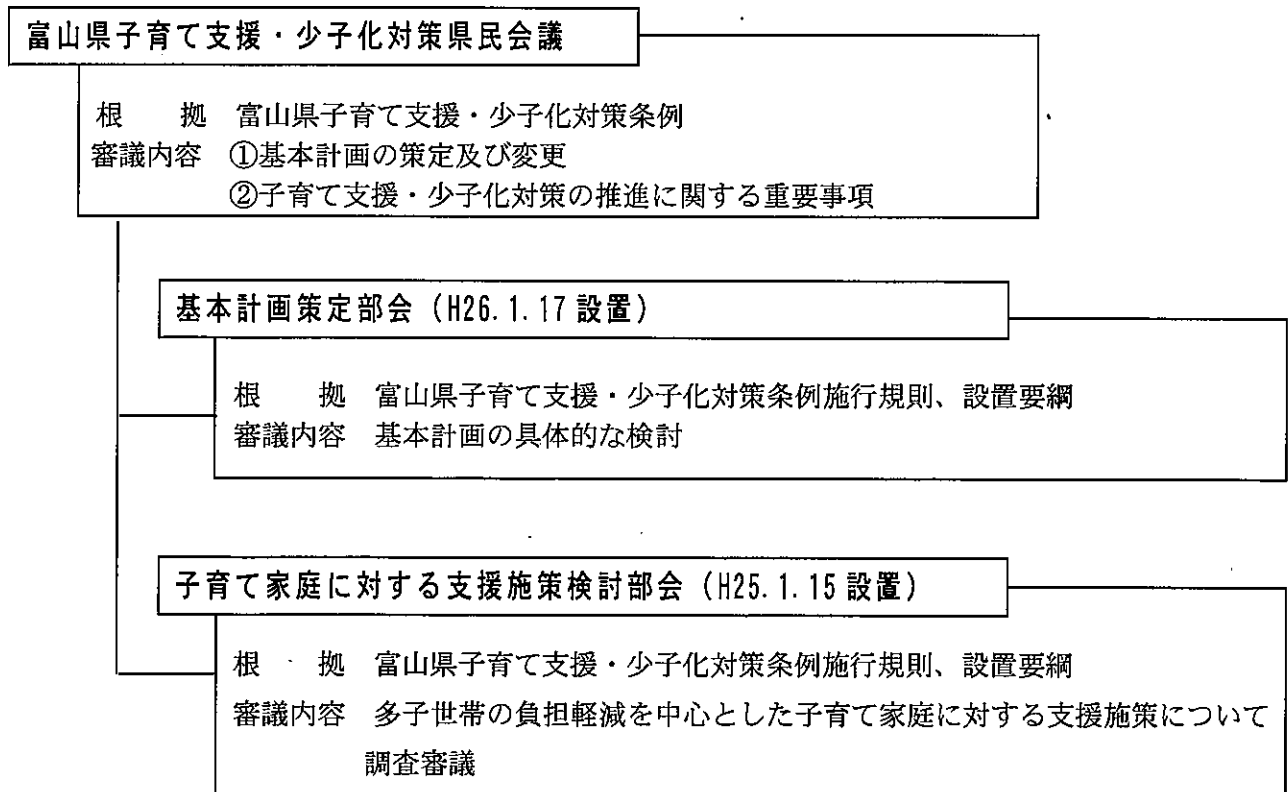 富山県子育て支援・少子化対策県民会議
根　　拠　富山県子育て支援・少子化対策条例
審議内容　①基本計画の策定及び変更
②子育て支援・少子化対策の推進に関する重要事項
基本計画策定部会（H26.1.17設置）
根　　拠　富山県子育て支援・少子化対策条例施行規則、設置要綱
審議内容　基本計画の具体的な検討
子育て家庭に対する支援施策検討部会（H25.1.15設置）
根　　拠　富山県子育て支援・少子化対策条例施行規則、設置要綱
審議内容　多子世帯の負担軽減を中心とした子育て家庭に対する支援施策について
調査審議